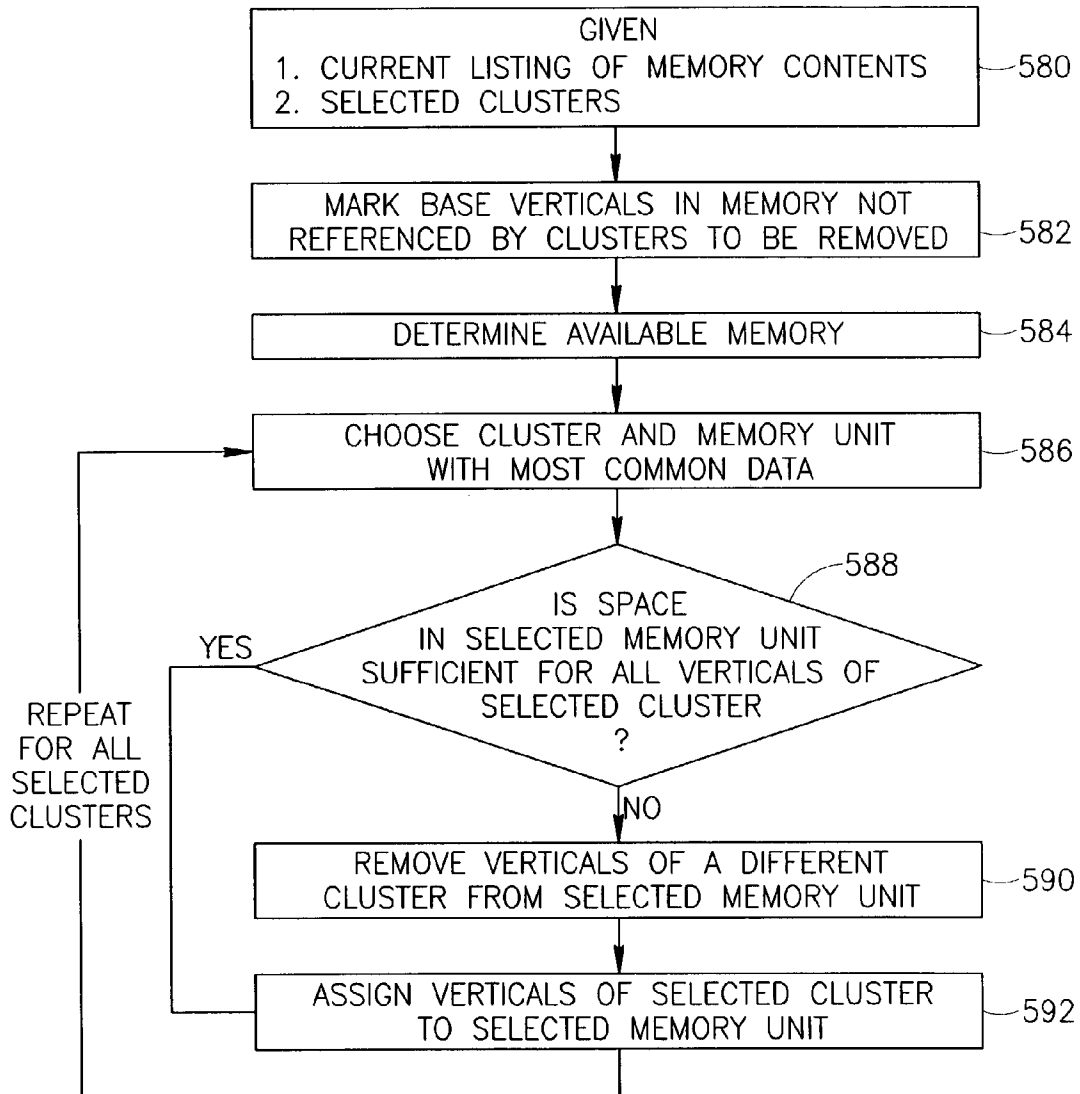 GIVEN
1. CURRENT LISTING OF MEMORY CONTENTS
2. SELECTED CLUSTERS
580
MARK BASE VERTICALS IN MEMORY NOT
REFERENCED BY CLUSTERS TO BE REMOVED
582
DETERMINE AVAILABLE MEMORY
584
CHOOSE CLUSTER AND MEMORY UNIT
WITH MOST COMMON DATA
586
588
IS SPACE
IN SELECTED MEMORY UNIT
SUFFICIENT FOR ALL VERTICALS OF
SELECTED CLUSTER
?
YES
REPEAT
FOR ALL
SELECTED
CLUSTERS
NO
REMOVE VERTICALS OF A DIFFERENT
CLUSTER FROM SELECTED MEMORY UNIT
590
ASSIGN VERTICALS OF SELECTED CLUSTER
TO SELECTED MEMORY UNIT
592